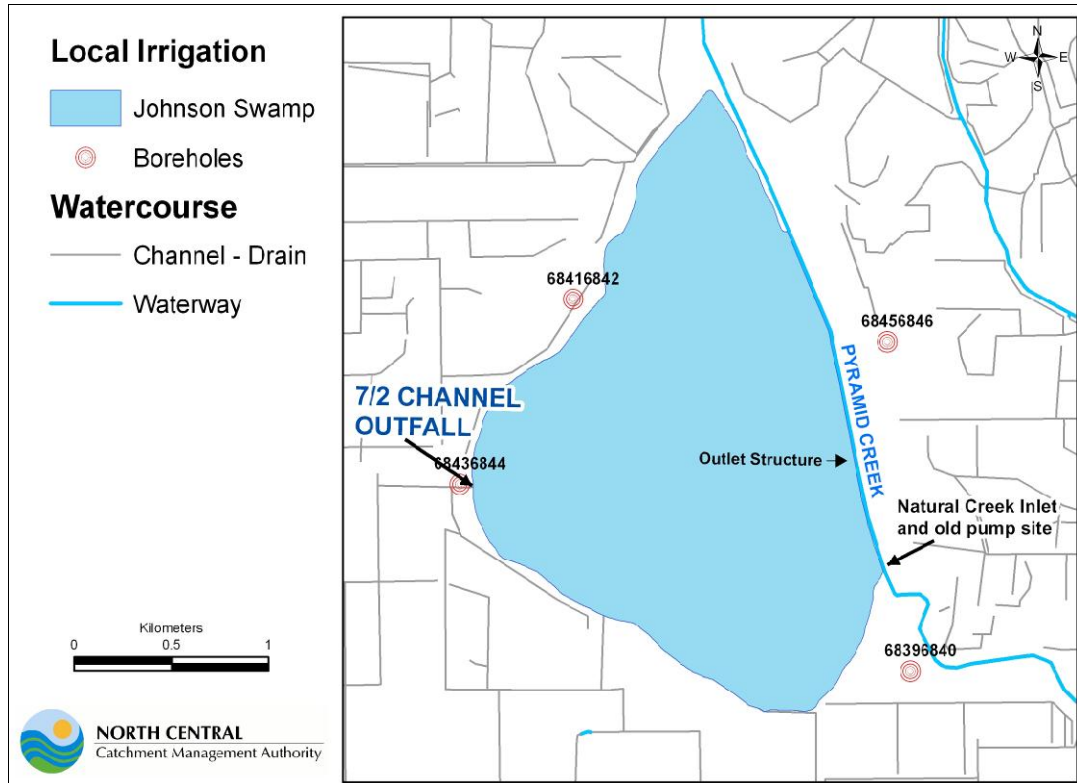 Local Irrigation
Johnson Swamp
Boreholes
Watercourse
Channel - Drain
Waterway
Kilometers
0 0.5 1
NORTH CENTRAL
Catchment Management Authority
N
W E
S
68416842
68456846
7/2 CHANNEL
OUTFALL
68436844
PYRAMID CREEK
Outlet Structure
Natural Creek Inlet
and old pump site
68396840